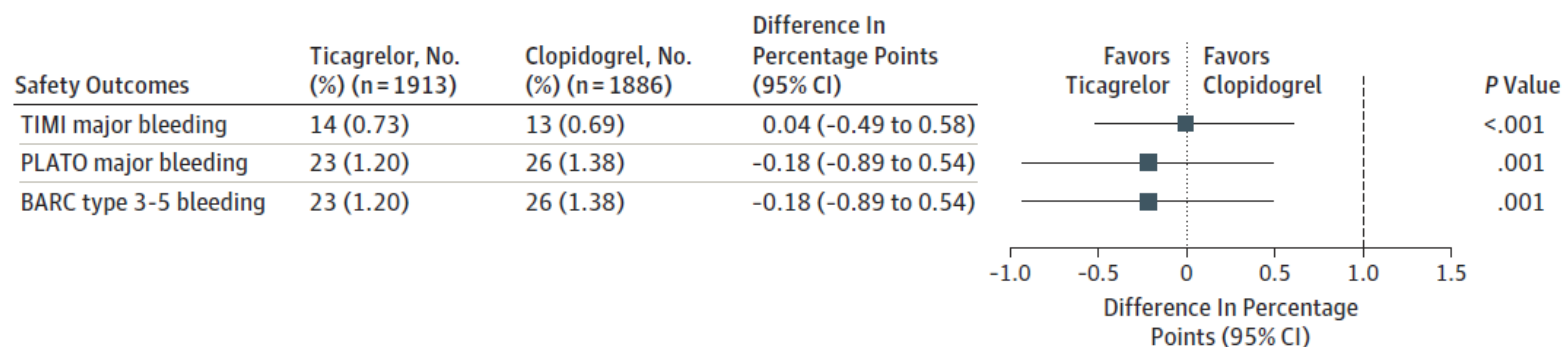 Difference In
Ticagrelor, No. Clopidogrel, No. Percentage Points Favors Favors
Safety Outcomes (%) (n=1913) (%) (n=1886) (95% CI) Ticagrelor Clopidogrel P Value
TIMI major bleeding 14 (0.73) 13 (0.69) 0.04 (-0.49 to 0.58) <.001
PLATO major bleeding 23 (1.20) 26 (1.38) -0.18 (-0.89 to 0.54) .001
BARC type 3-5 bleeding 23 (1.20) 26 (1.38) -0.18 (-0.89 to 0.54) .001
-1.0 -0.5 0 0.5 1.0 1.5
Difference In Percentage
Points (95% CI)